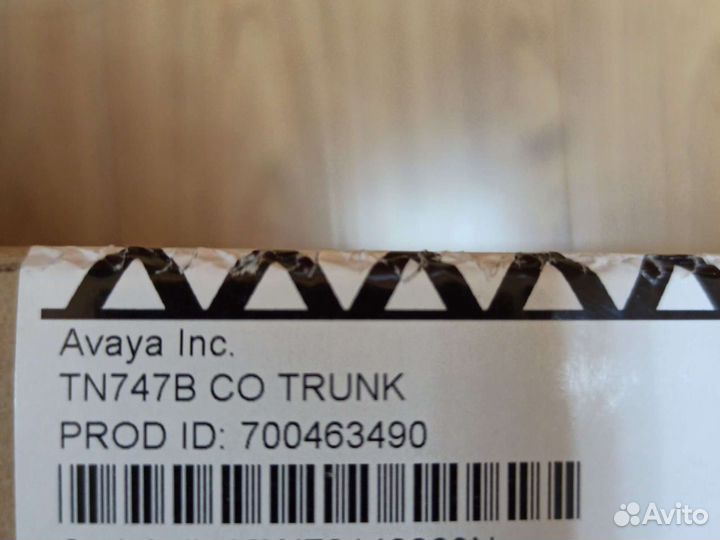 Avaya Inc.
TN747B CO TRUNK
PROD ID: 700463490
Avito